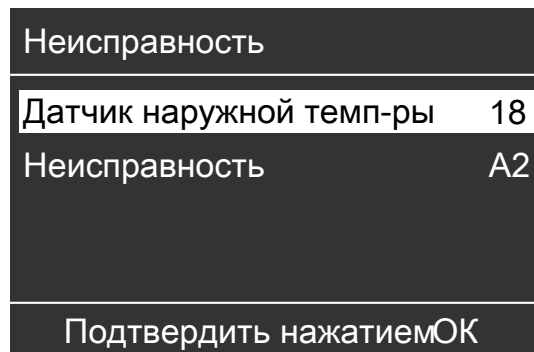 Неисправность
Датчик наружной темп-ры 18
Неисправность A2
Подтвердить нажатиемОК